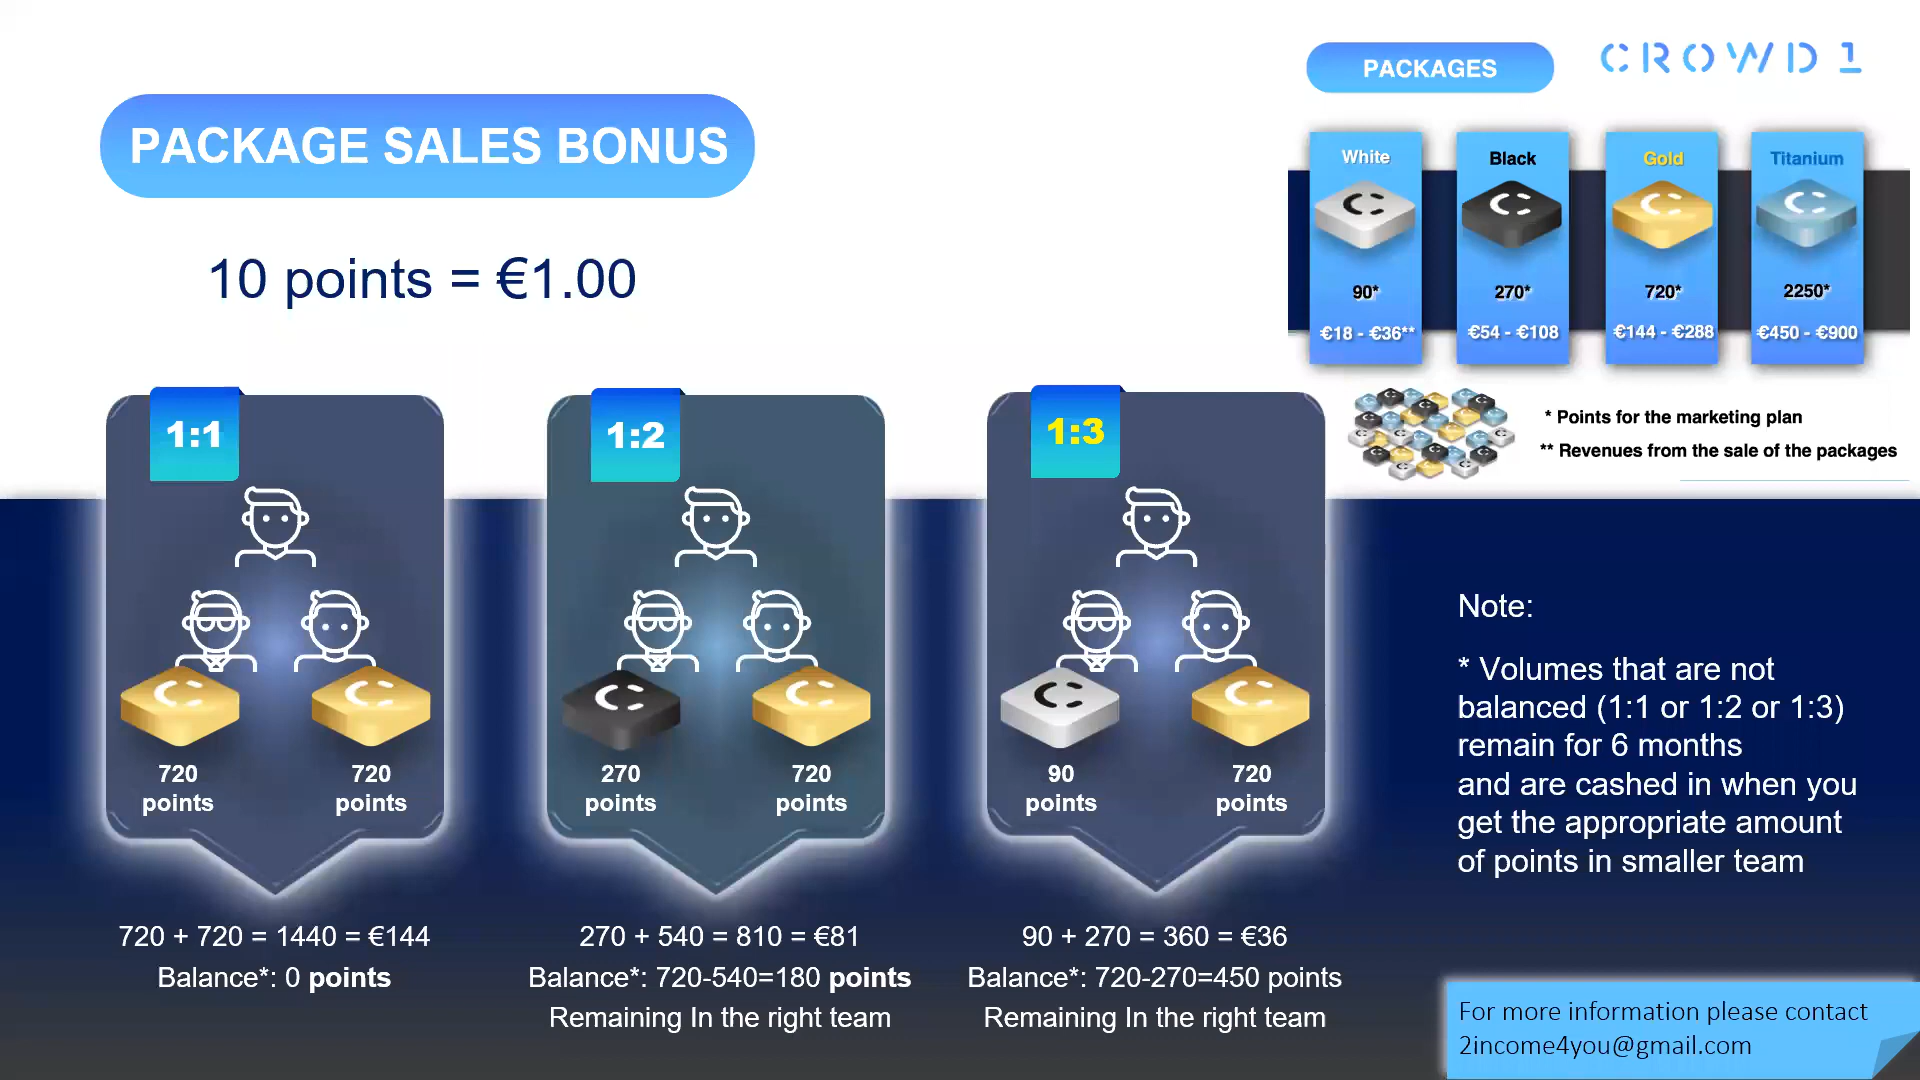 PACKAGE SALES BONUS
10 points = €1.00
PACKAGES
CROWD 1
White
Black
Gold
Titanium
90*
270*
720*
2250*
€18 - €36**
€54 - €108
€144 - €288
€450 - €900
* Points for the marketing plan
** Revenues from the sale of the packages
1:1
720
points
720
points
720 + 720 = 1440 = €144
Balance*: 0 points
1:2
270
points
720
points
270 + 540 = 810 = €81
Balance*: 720-540=180 points
Remaining In the right team
1:3
90
points
720
points
90 + 270 = 360 = €36
Balance*: 720-270=450 points
Remaining In the right team
Note:
* Volumes that are not
balanced (1:1 or 1:2 or 1:3)
remain for 6 months
and are cashed in when you
get the appropriate amount
of points in smaller team
For more information please contact
2income4you@gmail.com